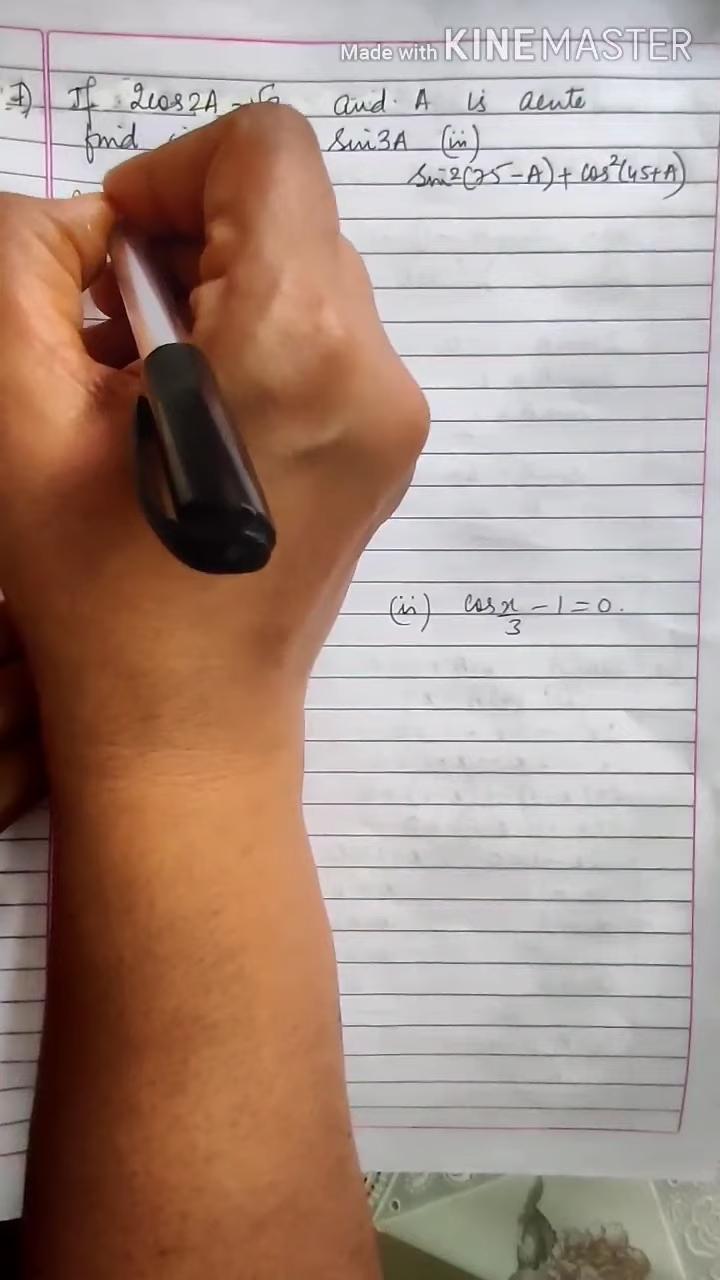 Made with KINEMASTER
If 2cos2A = and A is acute
find sin3A (iii)
sin²(75-A) + cos²(45+A)
(ii) cos x/3 - 1 = 0.